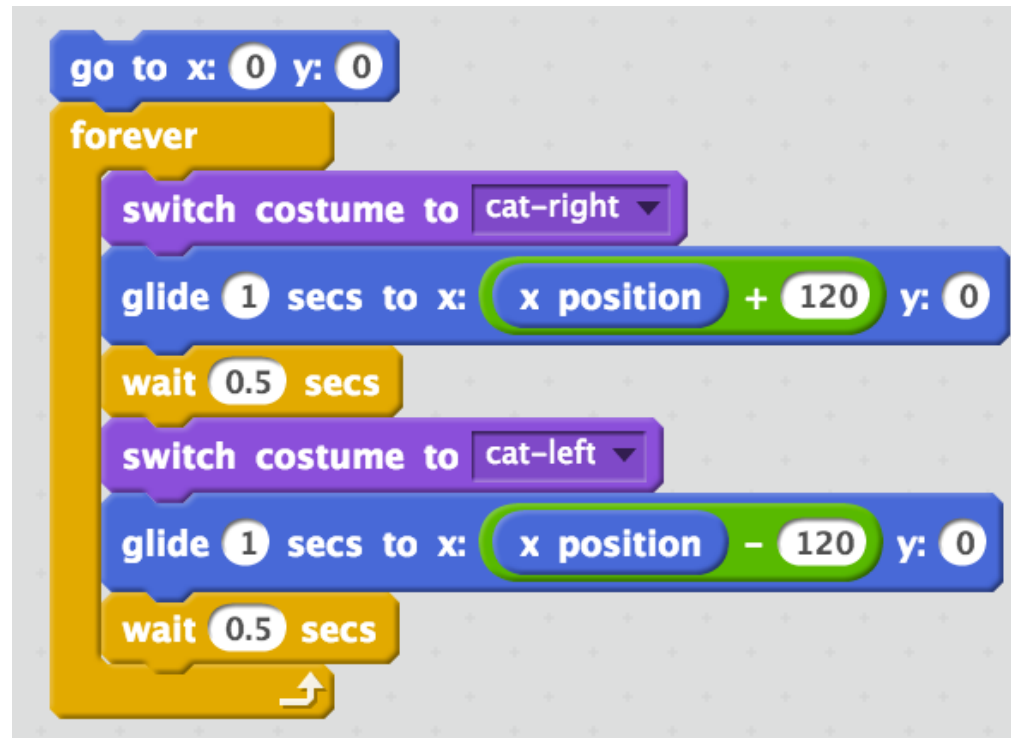 go to x: 0 y: 0
forever
switch costume to cat-right
glide 1 secs to x: x position + 120 y: 0
wait 0.5 secs
switch costume to cat-left
glide 1 secs to x: x position - 120 y: 0
wait 0.5 secs